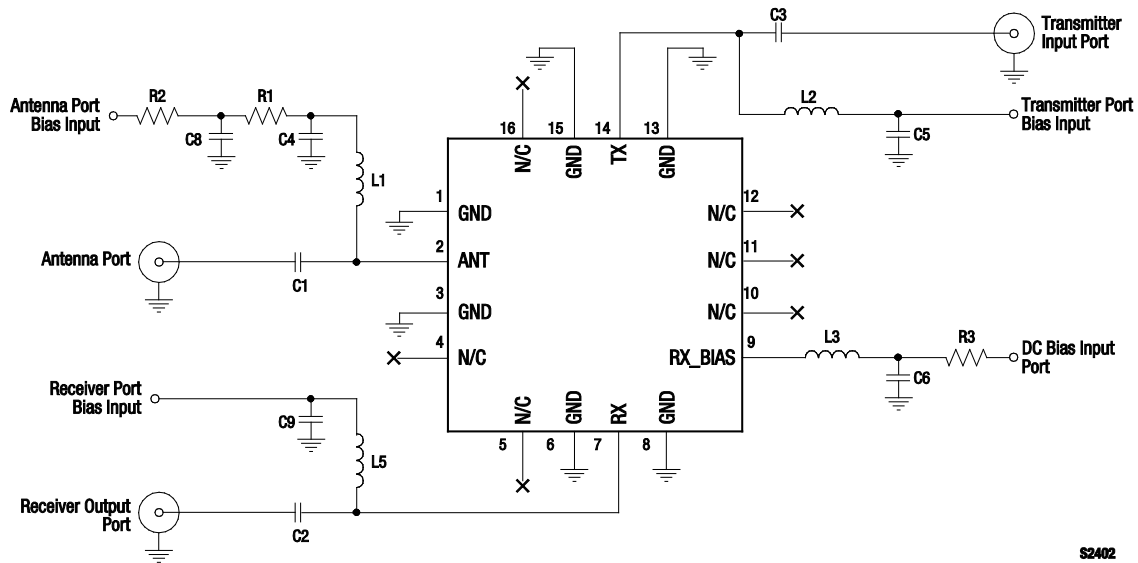 C3
Transmitter
Input Port
Antenna Port
Bias Input
R2
R1
C8
C4
L2
Transmitter Port
Bias Input
C5
16
15
14
13
N/C
GND
TX
GND
L1
1
GND
12
N/C
Antenna Port
C1
2
ANT
11
N/C
3
GND
10
N/C
4
N/C
9
RX_BIAS
L3
R3
DC Bias Input
Port
C6
Receiver Port
Bias Input
C9
N/C
GND
RX
GND
5
6
7
8
L5
Receiver Output
Port
C2
S2402